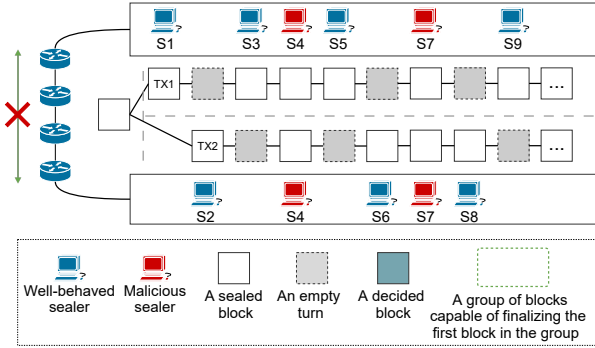 ? ? ? ? ? ?
S1 S3 S4 S5 S7 S9
TX1 ...
TX2 ...
? ? ? ? ?
S2 S4 S6 S7 S8
? ?
Well-behaved sealer
Malicious sealer
A sealed block
An empty turn
A decided block
A group of blocks
capable of finalizing the
first block in the group